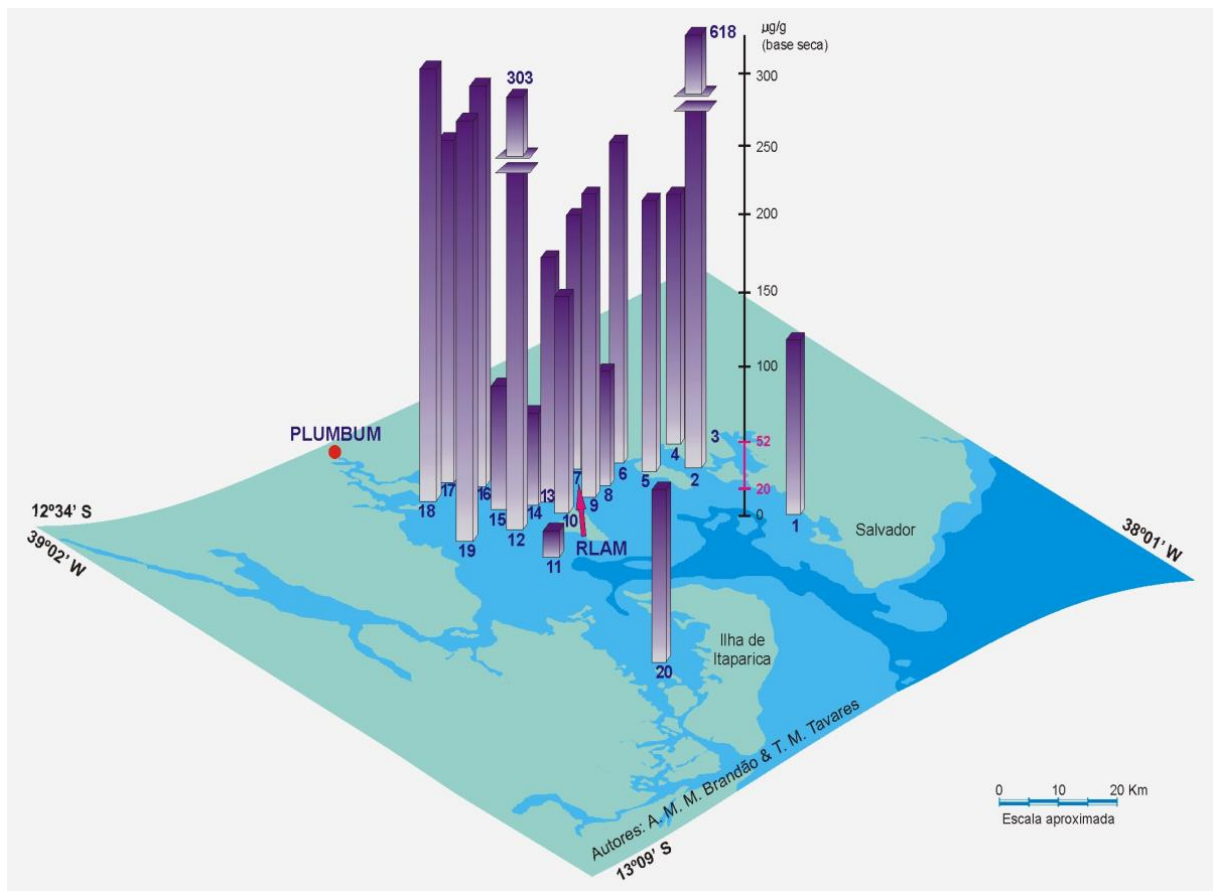 618
µg/g
(base seca)
300
303
250
200
150
100
52
20
0
PLUMBUM
3
4
2
5
6
7
8
9
13
10
14
16
17
18
15
12
19
11
RLAM
1
Salvador
20
Ilha de
Itaparica
12º34’ S
39º02’ W
38º01’ W
13º09’ S
Autores: A. M. M. Brandão & T. M. Tavares
0 10 20 Km
Escala aproximada